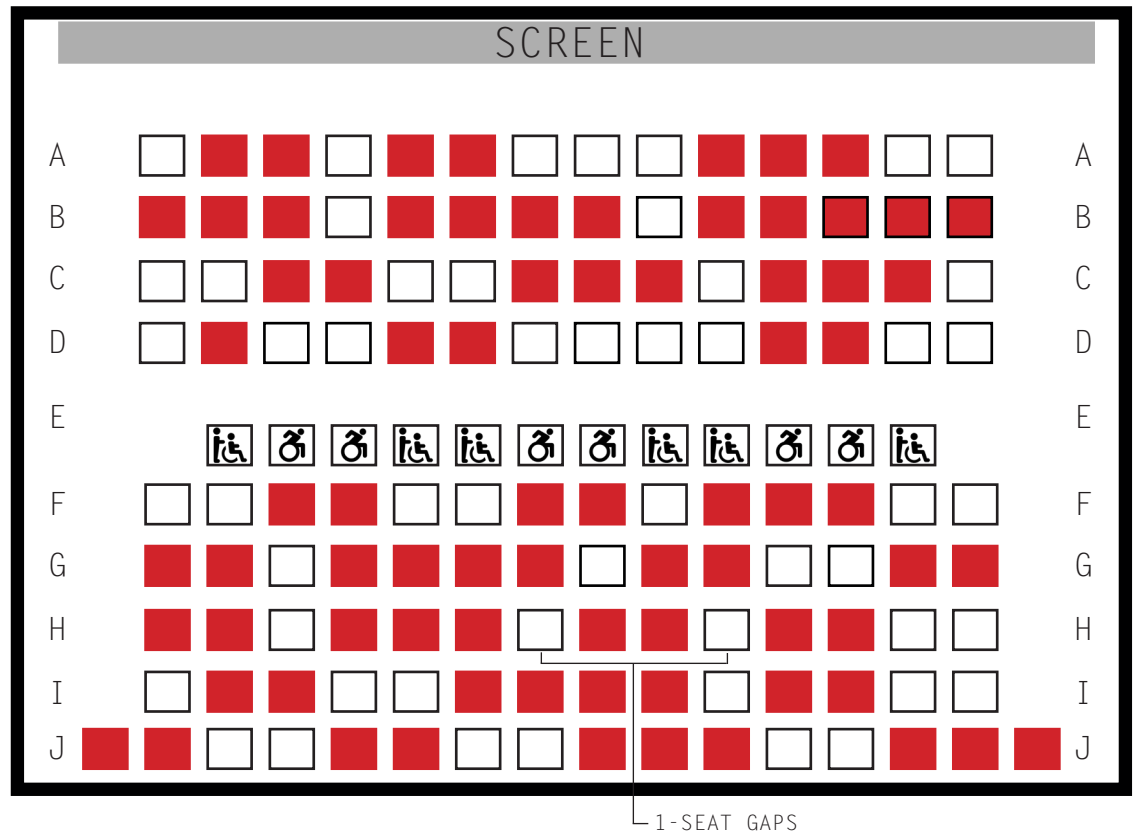 SCREEN
A A
B B
C C
D D
E E
F F
G G
H H
I I
J J
1-SEAT GAPS